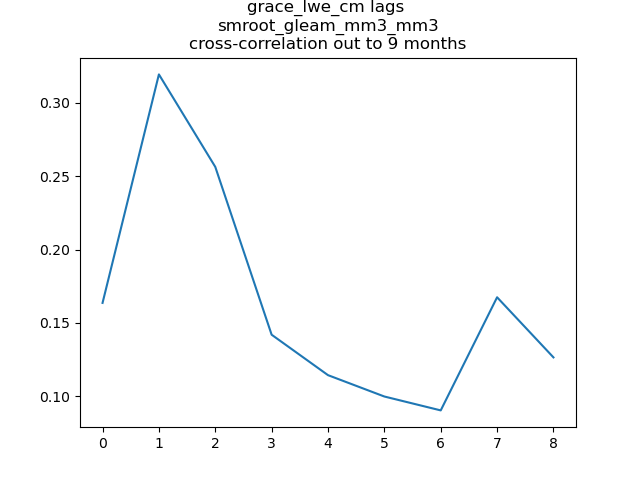 grace_lwe_cm lags
smroot_gleam_mm3_mm3
cross-correlation out to 9 months
0.30
0.25
0.20
0.15
0.10
0 1 2 3 4 5 6 7 8